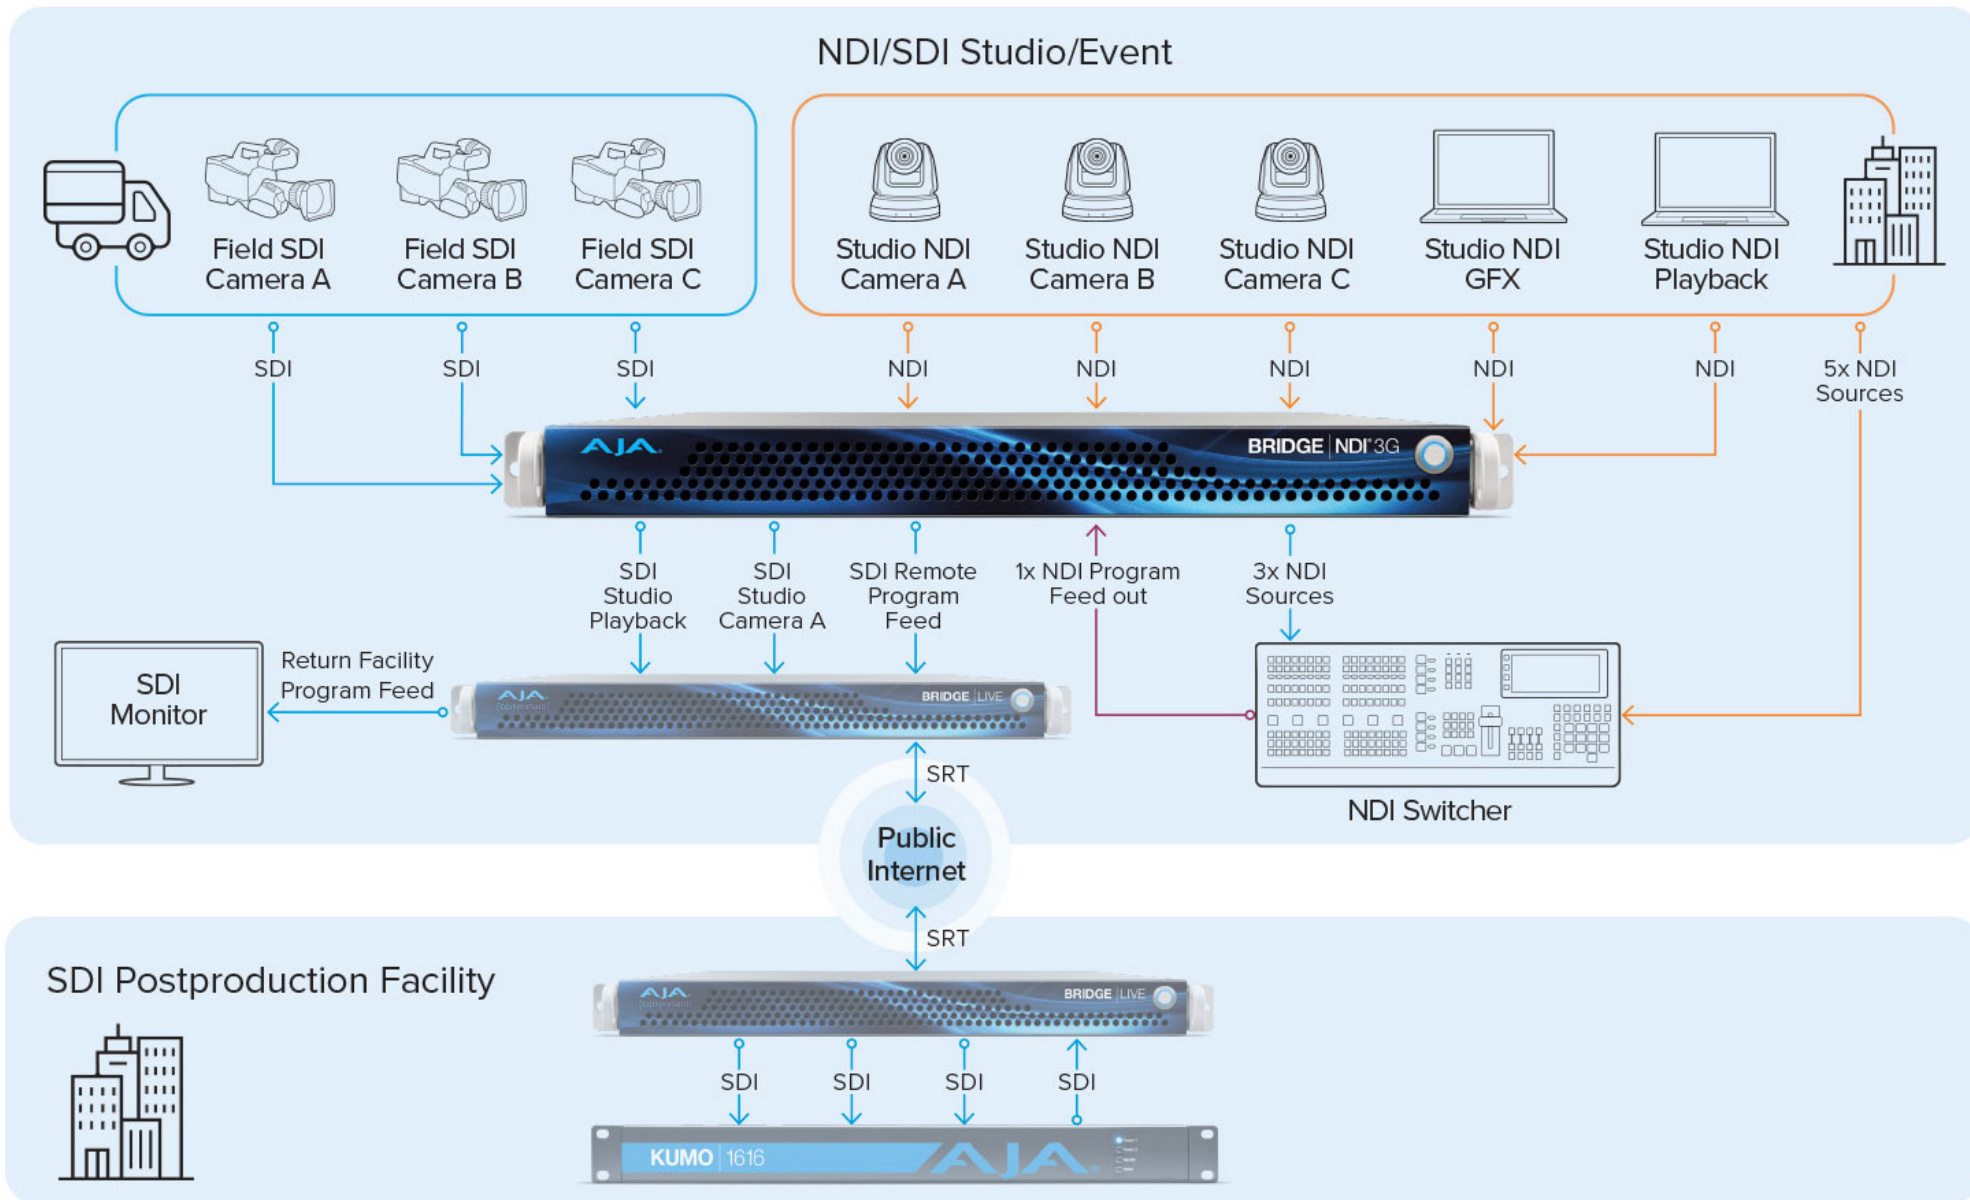 NDI/SDI Studio/Event
Field SDI
Camera A
Field SDI
Camera B
Field SDI
Camera C
Studio NDI
Camera A
Studio NDI
Camera B
Studio NDI
Camera C
Studio NDI
GFX
Studio NDI
Playback
SDI
SDI
SDI
NDI
NDI
NDI
NDI
NDI
5x NDI
Sources
AJA
BRIDGE | NDI® 3G
SDI
Studio
Playback
SDI
Studio
Camera A
SDI Remote
Program
Feed
1x NDI Program
Feed out
3x NDI
Sources
SDI
Monitor
Return Facility
Program Feed
AJA
BRIDGE | LIVE
SRT
NDI Switcher
Public
Internet
SRT
SDI Postproduction Facility
AJA
BRIDGE | LIVE
SDI
SDI
SDI
SDI
KUMO | 1616
AJA